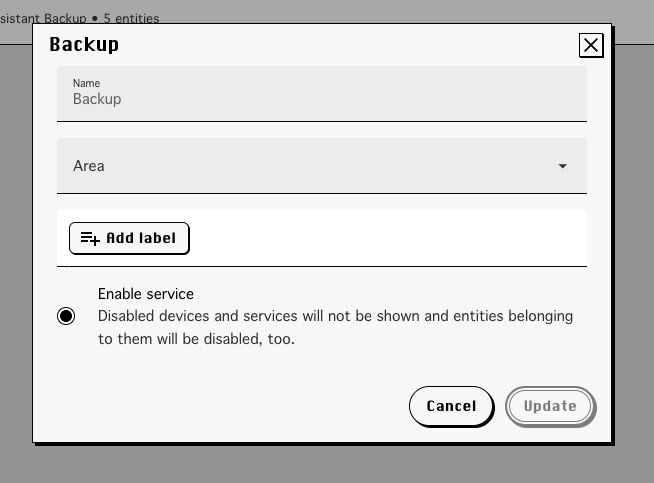 sistant Backup • 5 entities
Backup
Name
Backup
Area
Add label
Enable service
Disabled devices and services will not be shown and entities belonging
to them will be disabled, too.
Cancel
Update